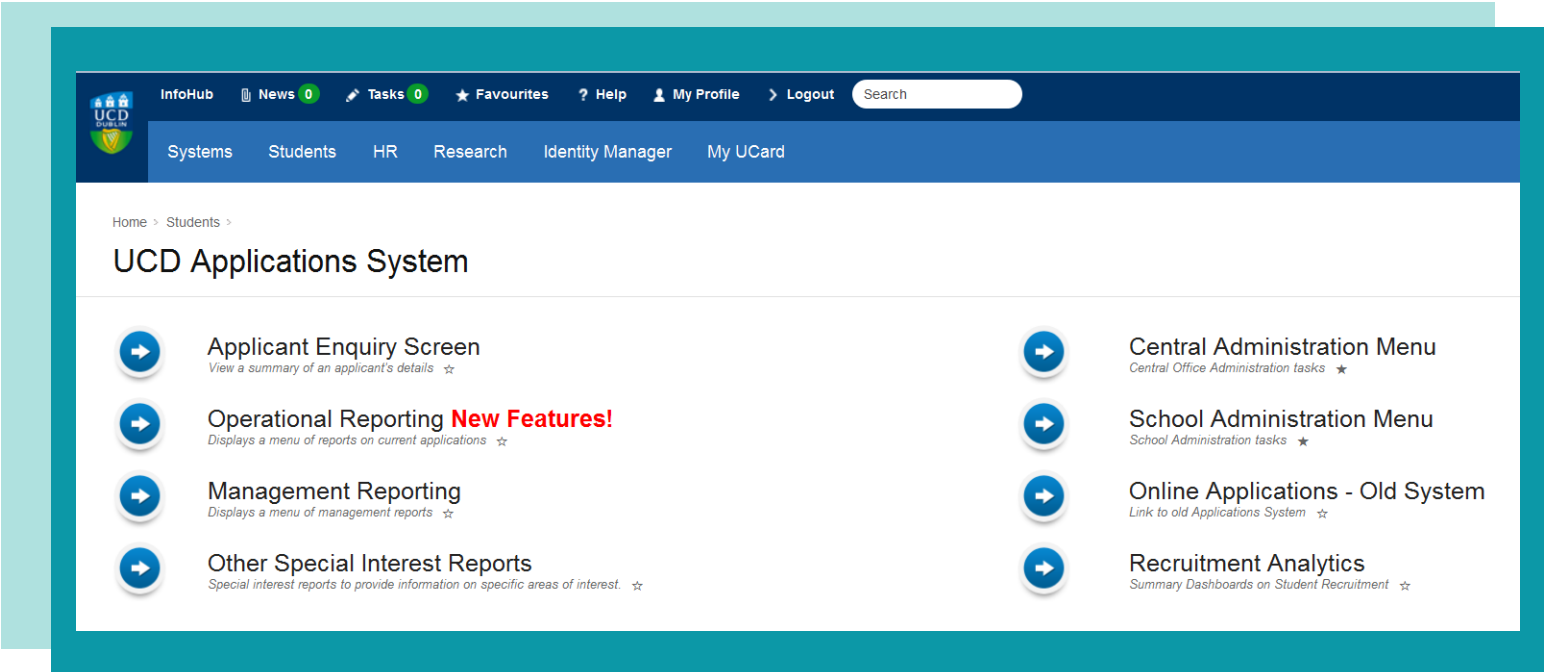 UCD
DUBLIN
InfoHub News 0 Tasks 0 Favourites ? Help My Profile Logout Search
Systems Students HR Research Identity Manager My UCard
Home > Students >
UCD Applications System
Applicant Enquiry Screen
View a summary of an applicant's details
Operational Reporting New Features!
Displays a menu of reports on current applications
Management Reporting
Displays a menu of management reports
Other Special Interest Reports
Special interest reports to provide information on specific areas of interest.
Central Administration Menu
Central Office Administration tasks
School Administration Menu
School Administration tasks
Online Applications - Old System
Link to old Applications System
Recruitment Analytics
Summary Dashboards on Student Recruitment